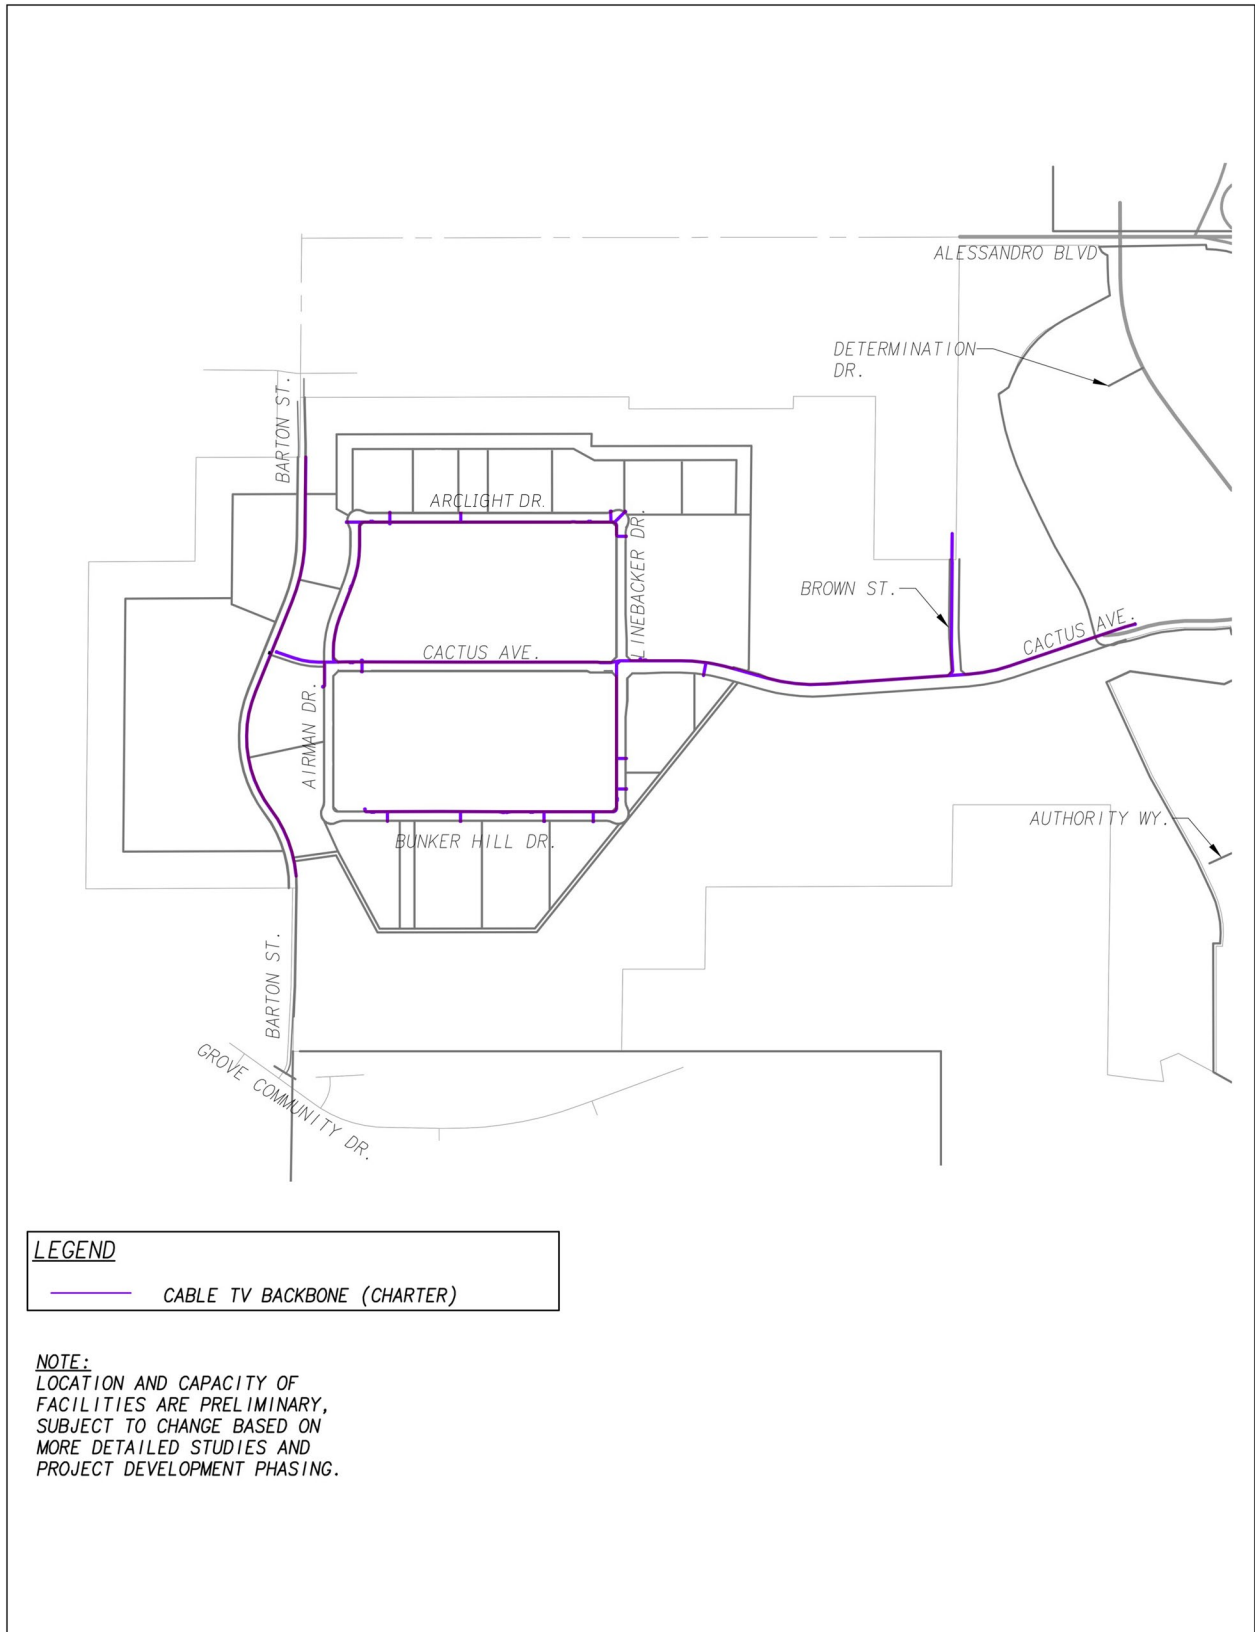 ALESSANDRO BLVD
DETERMINATION
DR.
BARTON ST.
ARCLIGHT DR.
LINEBACKER DR.
BROWN ST.
CACTUS AVE.
CACTUS AVE.
AIRMAN DR.
AUTHORITY WY.
BUNKER HILL DR.
BARTON ST.
GROVE COMMUNITY DR.
LEGEND
CABLE TV BACKBONE (CHARTER)
NOTE:
LOCATION AND CAPACITY OF
FACILITIES ARE PRELIMINARY,
SUBJECT TO CHANGE BASED ON
MORE DETAILED STUDIES AND
PROJECT DEVELOPMENT PHASING.